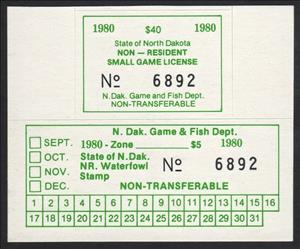 1980 $40 1980
State of North Dakota
NON — RESIDENT
SMALL GAME LICENSE
No 6892
N. Dak. Game and Fish Dept.
NON-TRANSFERABLE
N. Dak. Game & Fish Dept.
SEPT. 1980 - Zone $5 1980
OCT. State of N.Dak. No 6892
NR. Waterfowl
NOV. Stamp
DEC. NON-TRANSFERABLE
1 2 3 4 5 6 7 8 9 10 11 12 13 14 15 16
17 18 19 20 21 22 23 24 25 26 27 28 29 30 31